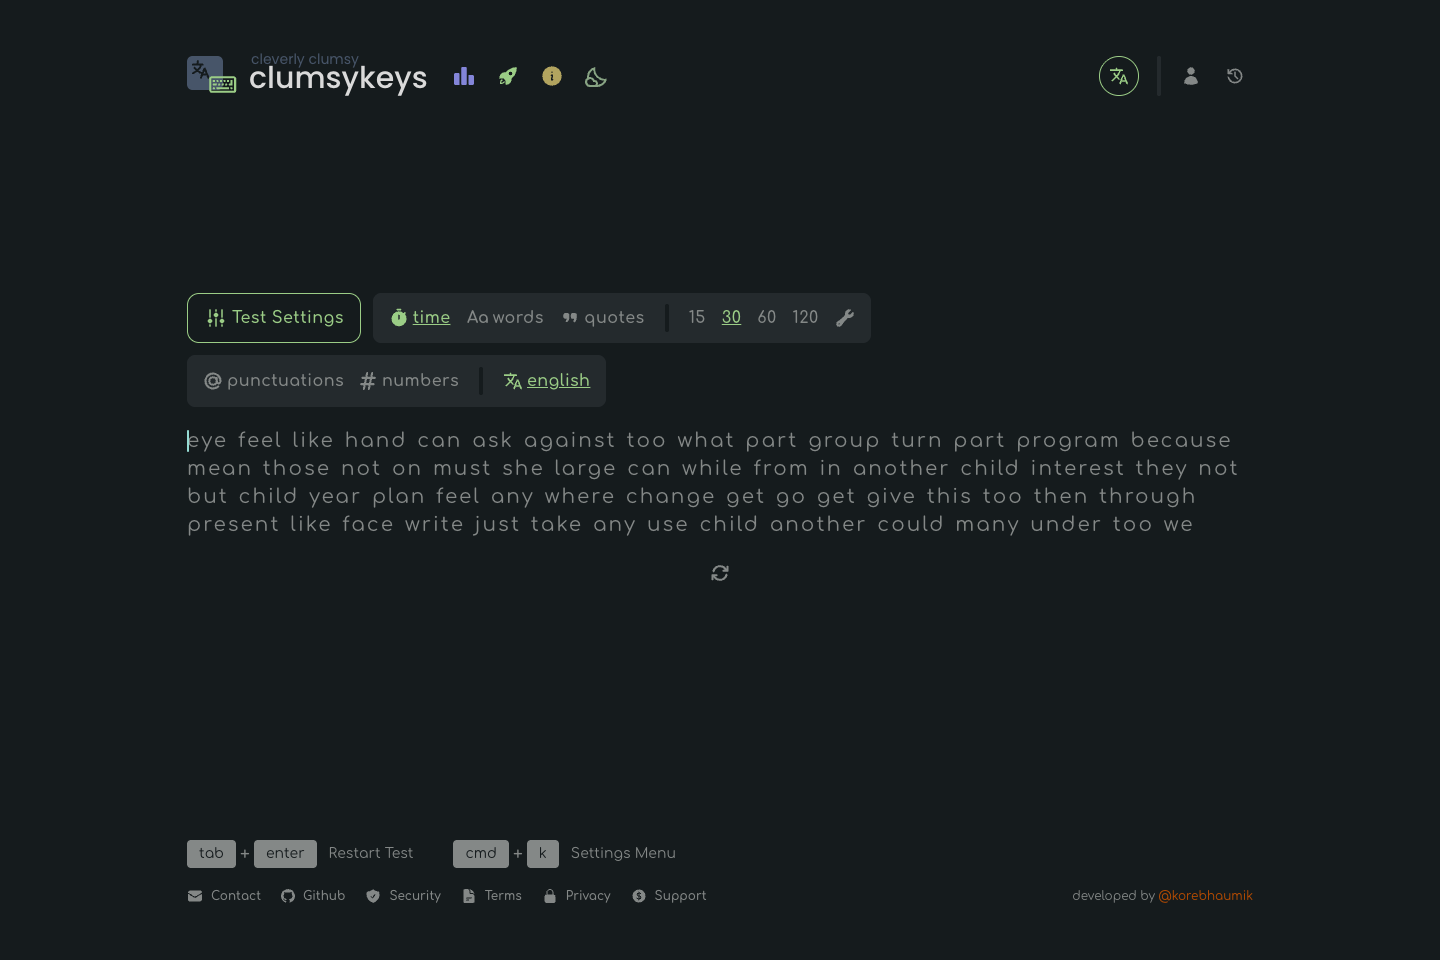 cleverly clumsy
clumsykeys
Test Settings
time Aa words quotes 15 30 60 120
@ punctuations # numbers english
eye feel like hand can ask against too what part group turn part program because
mean those not on must she large can while from in another child interest they not
but child year plan feel any where change get go get give this too then through
present like face write just take any use child another could many under too we
tab + enter Restart Test cmd + k Settings Menu
Contact Github Security Terms Privacy Support developed by @korebhaumik